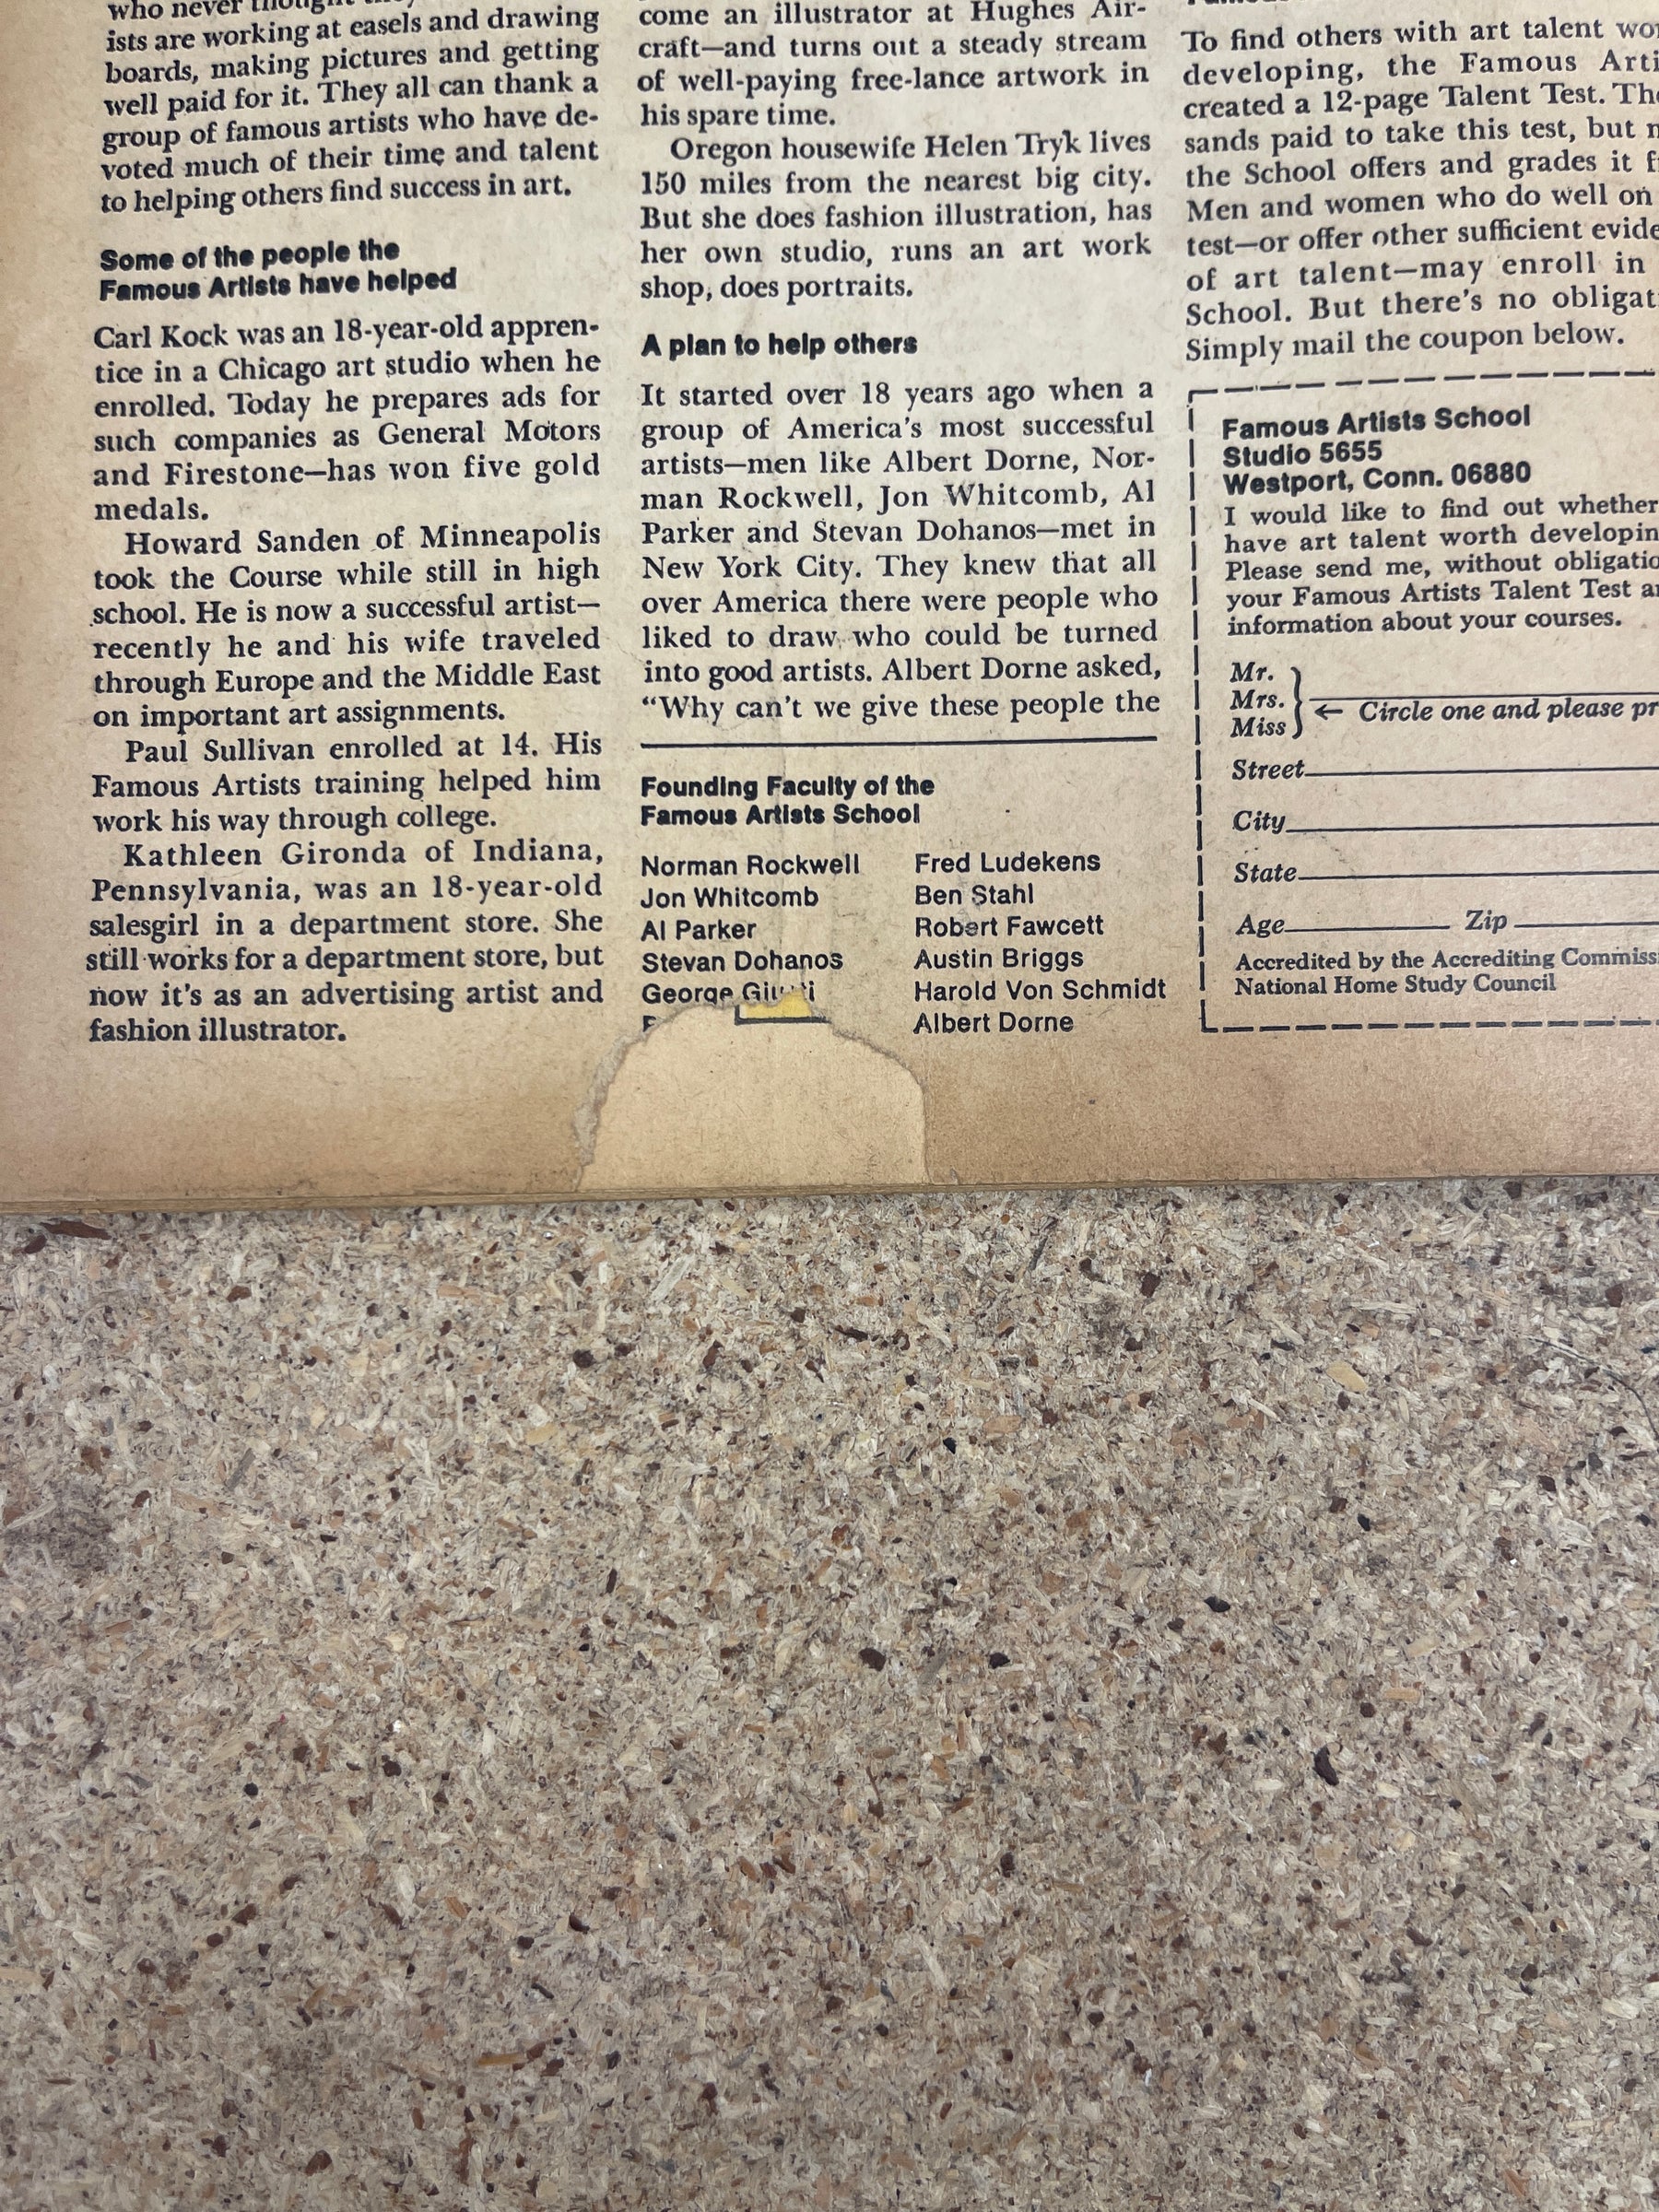 who never
ists are working at easels and drawing
boards, making pictures and getting
well paid for it. They all can thank a
group of famous artists who have de-
voted much of their time and talent
to helping others find success in art.
Some of the people the
Famous Artists have helped
Carl Kock was an 18-year-old appren-
tice in a Chicago art studio when he
enrolled. Today he prepares ads for
such companies as General Motors
and Firestone—has won five gold
medals.
Howard Sanden of Minneapolis
took the Course while still in high
school. He is now a successful artist—
recently he and his wife traveled
through Europe and the Middle East
on important art assignments.
Paul Sullivan enrolled at 14. His
Famous Artists training helped him
work his way through college.
Kathleen Gironda of Indiana,
Pennsylvania, was an 18-year-old
salesgirl in a department store. She
still works for a department store, but
now it's as an advertising artist and
fashion illustrator.
come an illustrator at Hughes Air-
craft—and turns out a steady stream
of well-paying free-lance artwork in
his spare time.
Oregon housewife Helen Tryk lives
150 miles from the nearest big city.
But she does fashion illustration, has
her own studio, runs an art work
shop, does portraits.
A plan to help others
It started over 18 years ago when a
group of America's most successful
artists—men like Albert Dorne, Nor-
man Rockwell, Jon Whitcomb, Al
Parker and Stevan Dohanos—met in
New York City. They knew that all
over America there were people who
liked to draw who could be turned
into good artists. Albert Dorne asked,
“Why can't we give these people the
Founding Faculty of the
Famous Artists School
Norman Rockwell
Jon Whitcomb
Al Parker
Stevan Dohanos
George
Fred Ludekens
Ben Stahl
Robert Fawcett
Austin Briggs
Harold Von Schmidt
Albert Dorne
To find others with art talent
developing, the Famous
created a 12-page Talent Test.
sands paid to take this test, but
the School offers and grades it
Men and women who do well on
test—or offer other sufficient
of art talent—may enroll in
School. But there's no
Simply mail the coupon below.
Famous Artists School
Studio 5655
Westport, Conn. 06880
I would like to find out whether
have art talent worth
Please send me, without
your Famous Artists Talent Test
information about your courses.
Mr.
Mrs.
Miss
← Circle one and please
Street
City
State
Age Zip
Accredited by the Accrediting
National Home Study Council